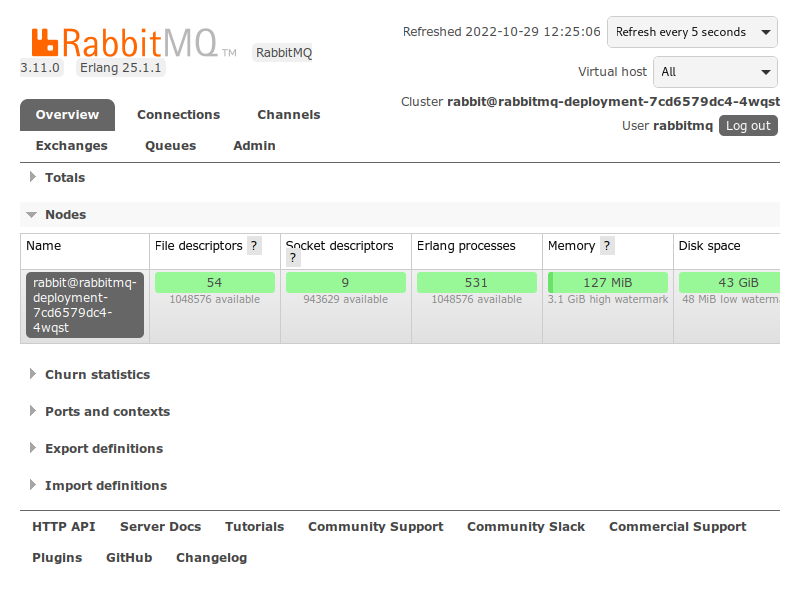 RabbitMQ TM RabbitMQ
3.11.0 Erlang 25.1.1
Refreshed 2022-10-29 12:25:06 Refresh every 5 seconds
Virtual host All
Cluster rabbit@rabbitmq-deployment-7cd6579dc4-4wqst
User rabbitmq Log out
Overview Connections Channels
Exchanges Queues Admin
Totals
Nodes
Name File descriptors ? Socket descriptors ? Erlang processes Memory ? Disk space
rabbit@rabbitmq-
deployment-
7cd6579dc4-
4wqst
54 9 531 127 MiB 43 GiB
1048576 available 943629 available 1048576 available 3.1 GiB high watermark 48 MiB low waterma
Churn statistics
Ports and contexts
Export definitions
Import definitions
HTTP API Server Docs Tutorials Community Support Community Slack Commercial Support
Plugins GitHub Changelog